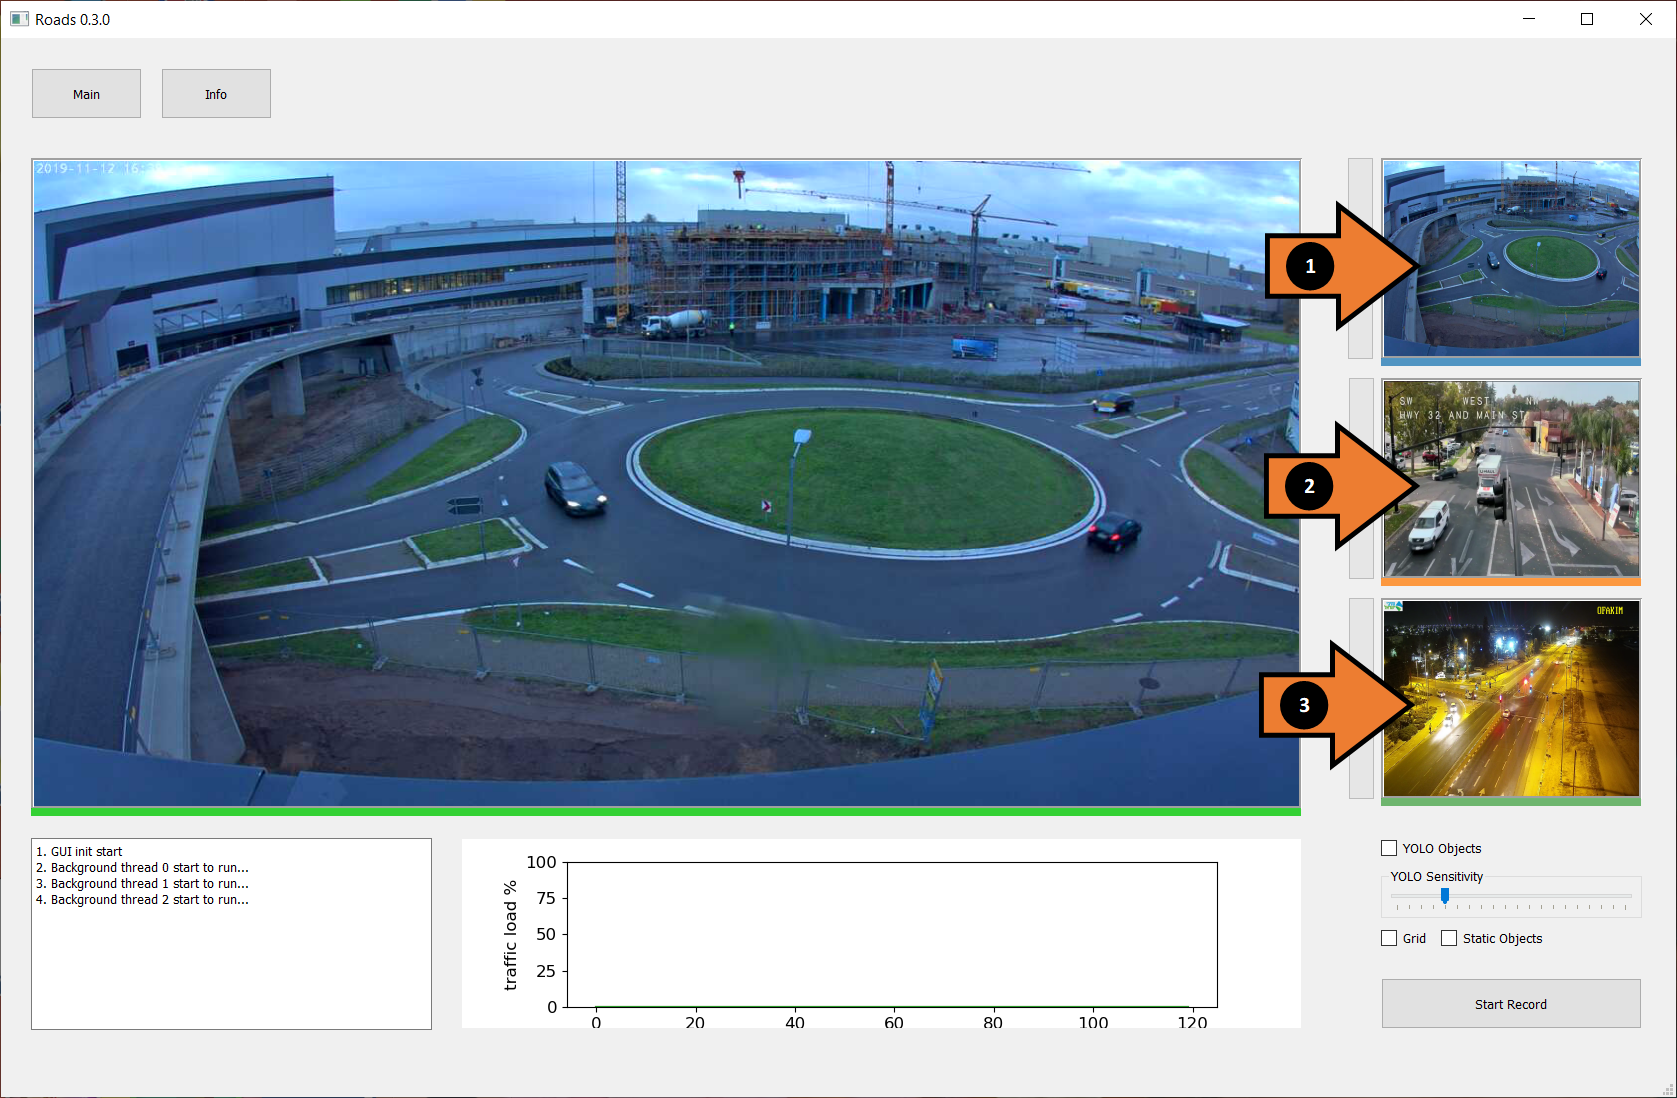 Roads 0.3.0
Main
Info
2019-11-12 16:
1
SW WEST NW
HWY 32 AND MAIN ST
U-HAUL
2
OFAKIM
3
1. GUI init start
2. Background thread 0 start to run...
3. Background thread 1 start to run...
4. Background thread 2 start to run...
traffic load %
100
75
50
25
0
0 20 40 60 80 100 120
YOLO Objects
YOLO Sensitivity
Grid
Static Objects
Start Record